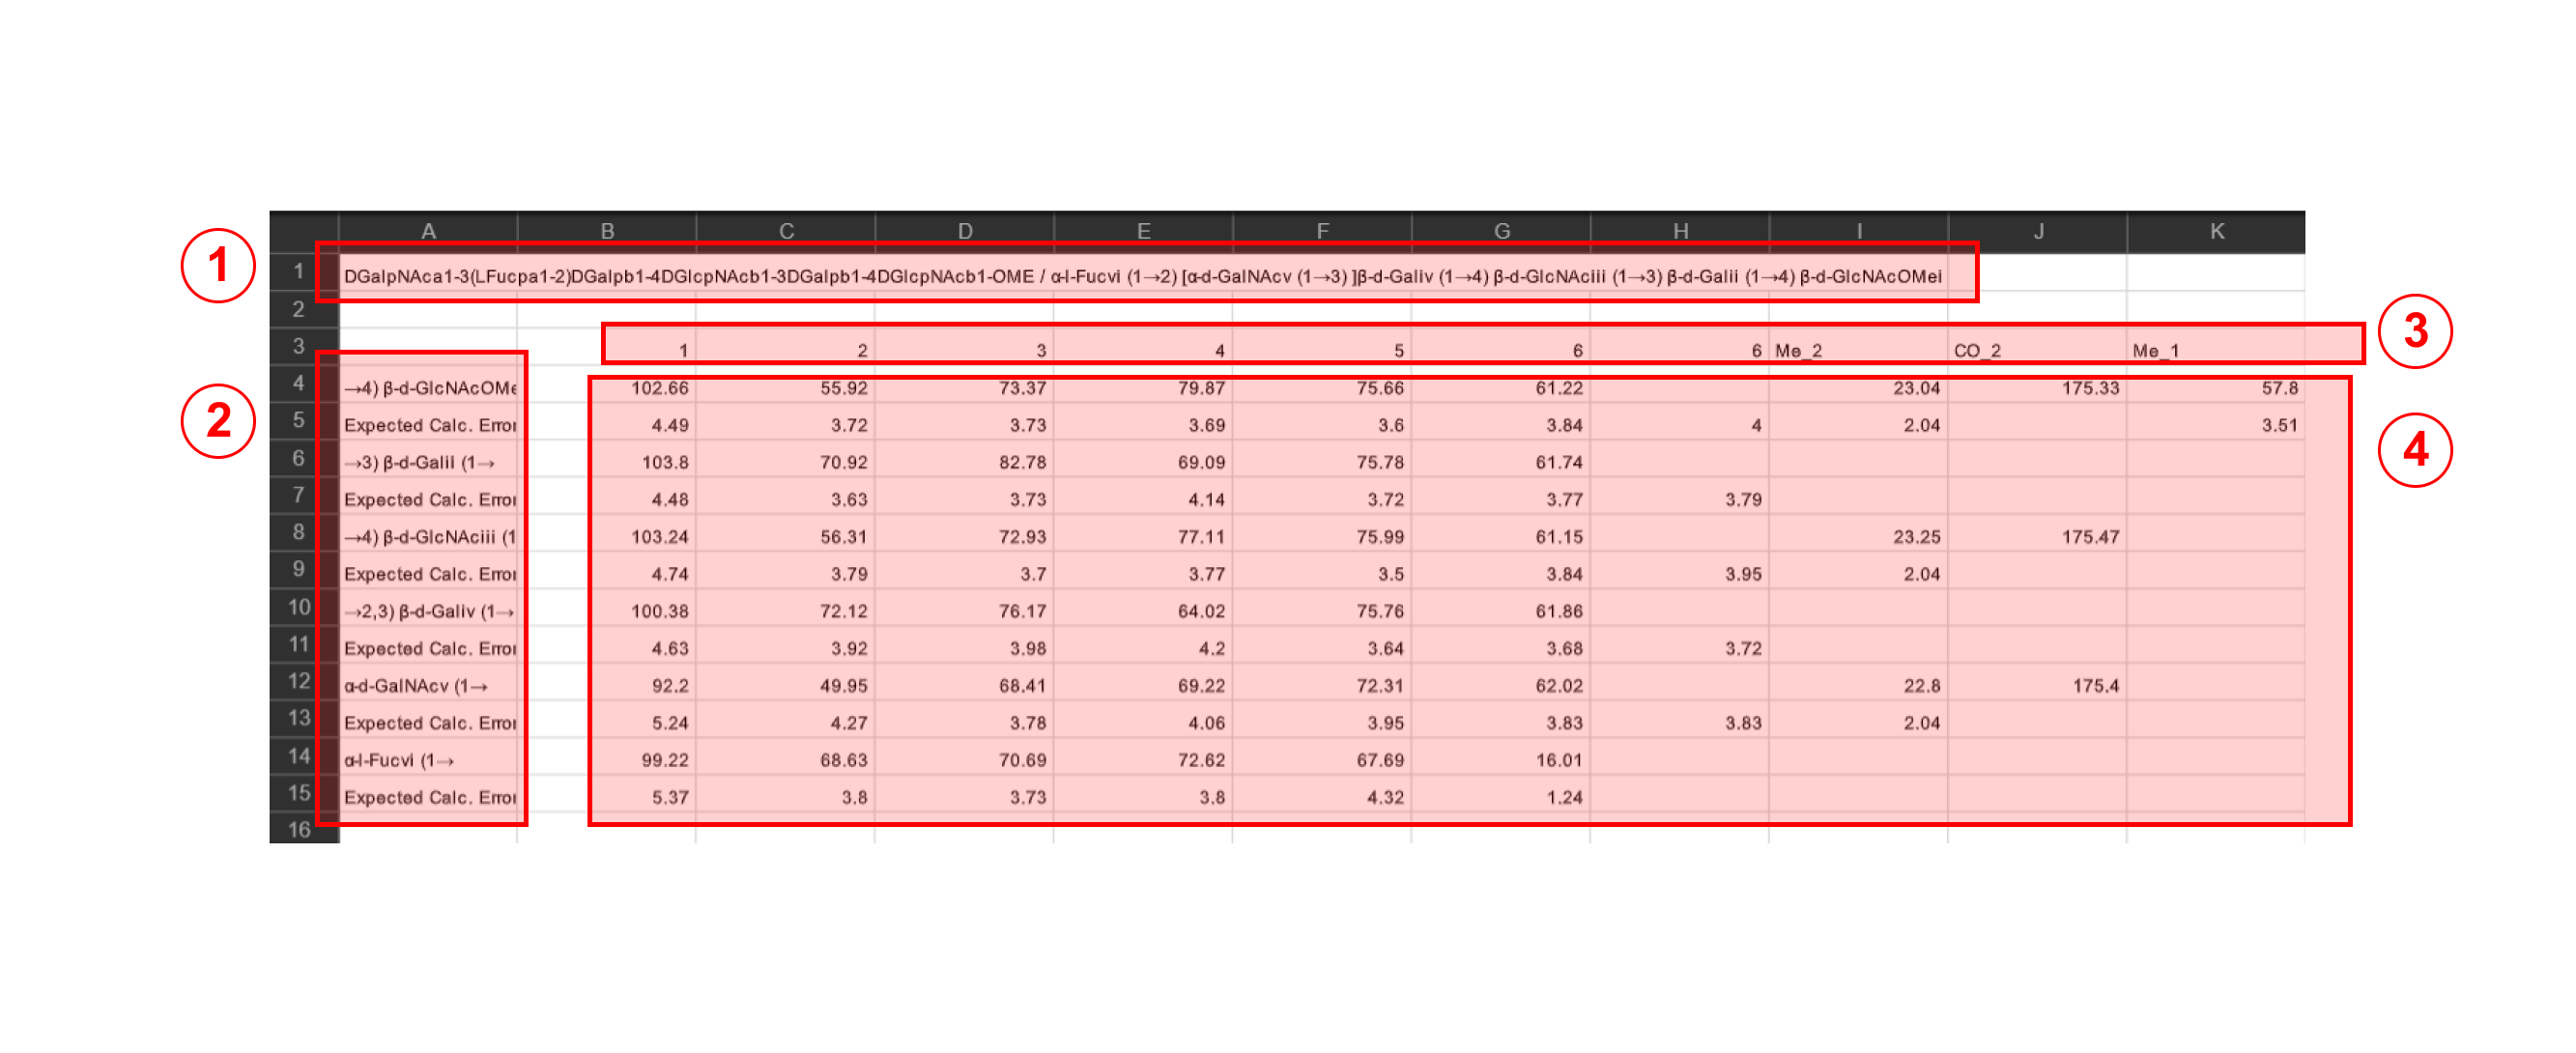 A B C D E F G H I J K
1 1 DGalpNAca1-3(LFucpa1-2)DGalpb1-4DGlcpNAcb1-3DGalpb1-4DGlcpNAcb1-OME / α-l-Fucvi (1→2) [α-d-GalNAcv (1→3) ]β-d-Galiv (1→4) β-d-GlcNAciii (1→3) β-d-Galii (1→4) β-d-GlcNAcOMei
2
3 1 2 3 4 5 6 6 Me_2 CO_2 Me_1 3
4 →4) β-d-GlcNAcOMe 102.66 55.92 73.37 79.87 75.66 61.22 23.04 175.33 57.8
2 5 Expected Calc. Error 4.49 3.72 3.73 3.69 3.6 3.84 4 2.04 3.51 4
6 →3) β-d-Galii (1→ 103.8 70.92 82.78 69.09 75.78 61.74
7 Expected Calc. Error 4.48 3.63 3.73 4.14 3.72 3.77 3.79
8 →4) β-d-GlcNAciii (1 103.24 56.31 72.93 77.11 75.99 61.15 23.25 175.47
9 Expected Calc. Error 4.74 3.79 3.7 3.77 3.5 3.84 3.95 2.04
10 →2,3) β-d-Galiv (1→ 100.38 72.12 76.17 64.02 75.76 61.86
11 Expected Calc. Error 4.63 3.92 3.98 4.2 3.64 3.68 3.72
12 α-d-GalNAcv (1→ 92.2 49.95 68.41 69.22 72.31 62.02 22.8 175.4
13 Expected Calc. Error 5.24 4.27 3.78 4.06 3.95 3.83 3.83 2.04
14 α-l-Fucvi (1→ 99.22 68.63 70.69 72.62 67.69 16.01
15 Expected Calc. Error 5.37 3.8 3.73 3.8 4.32 1.24
16